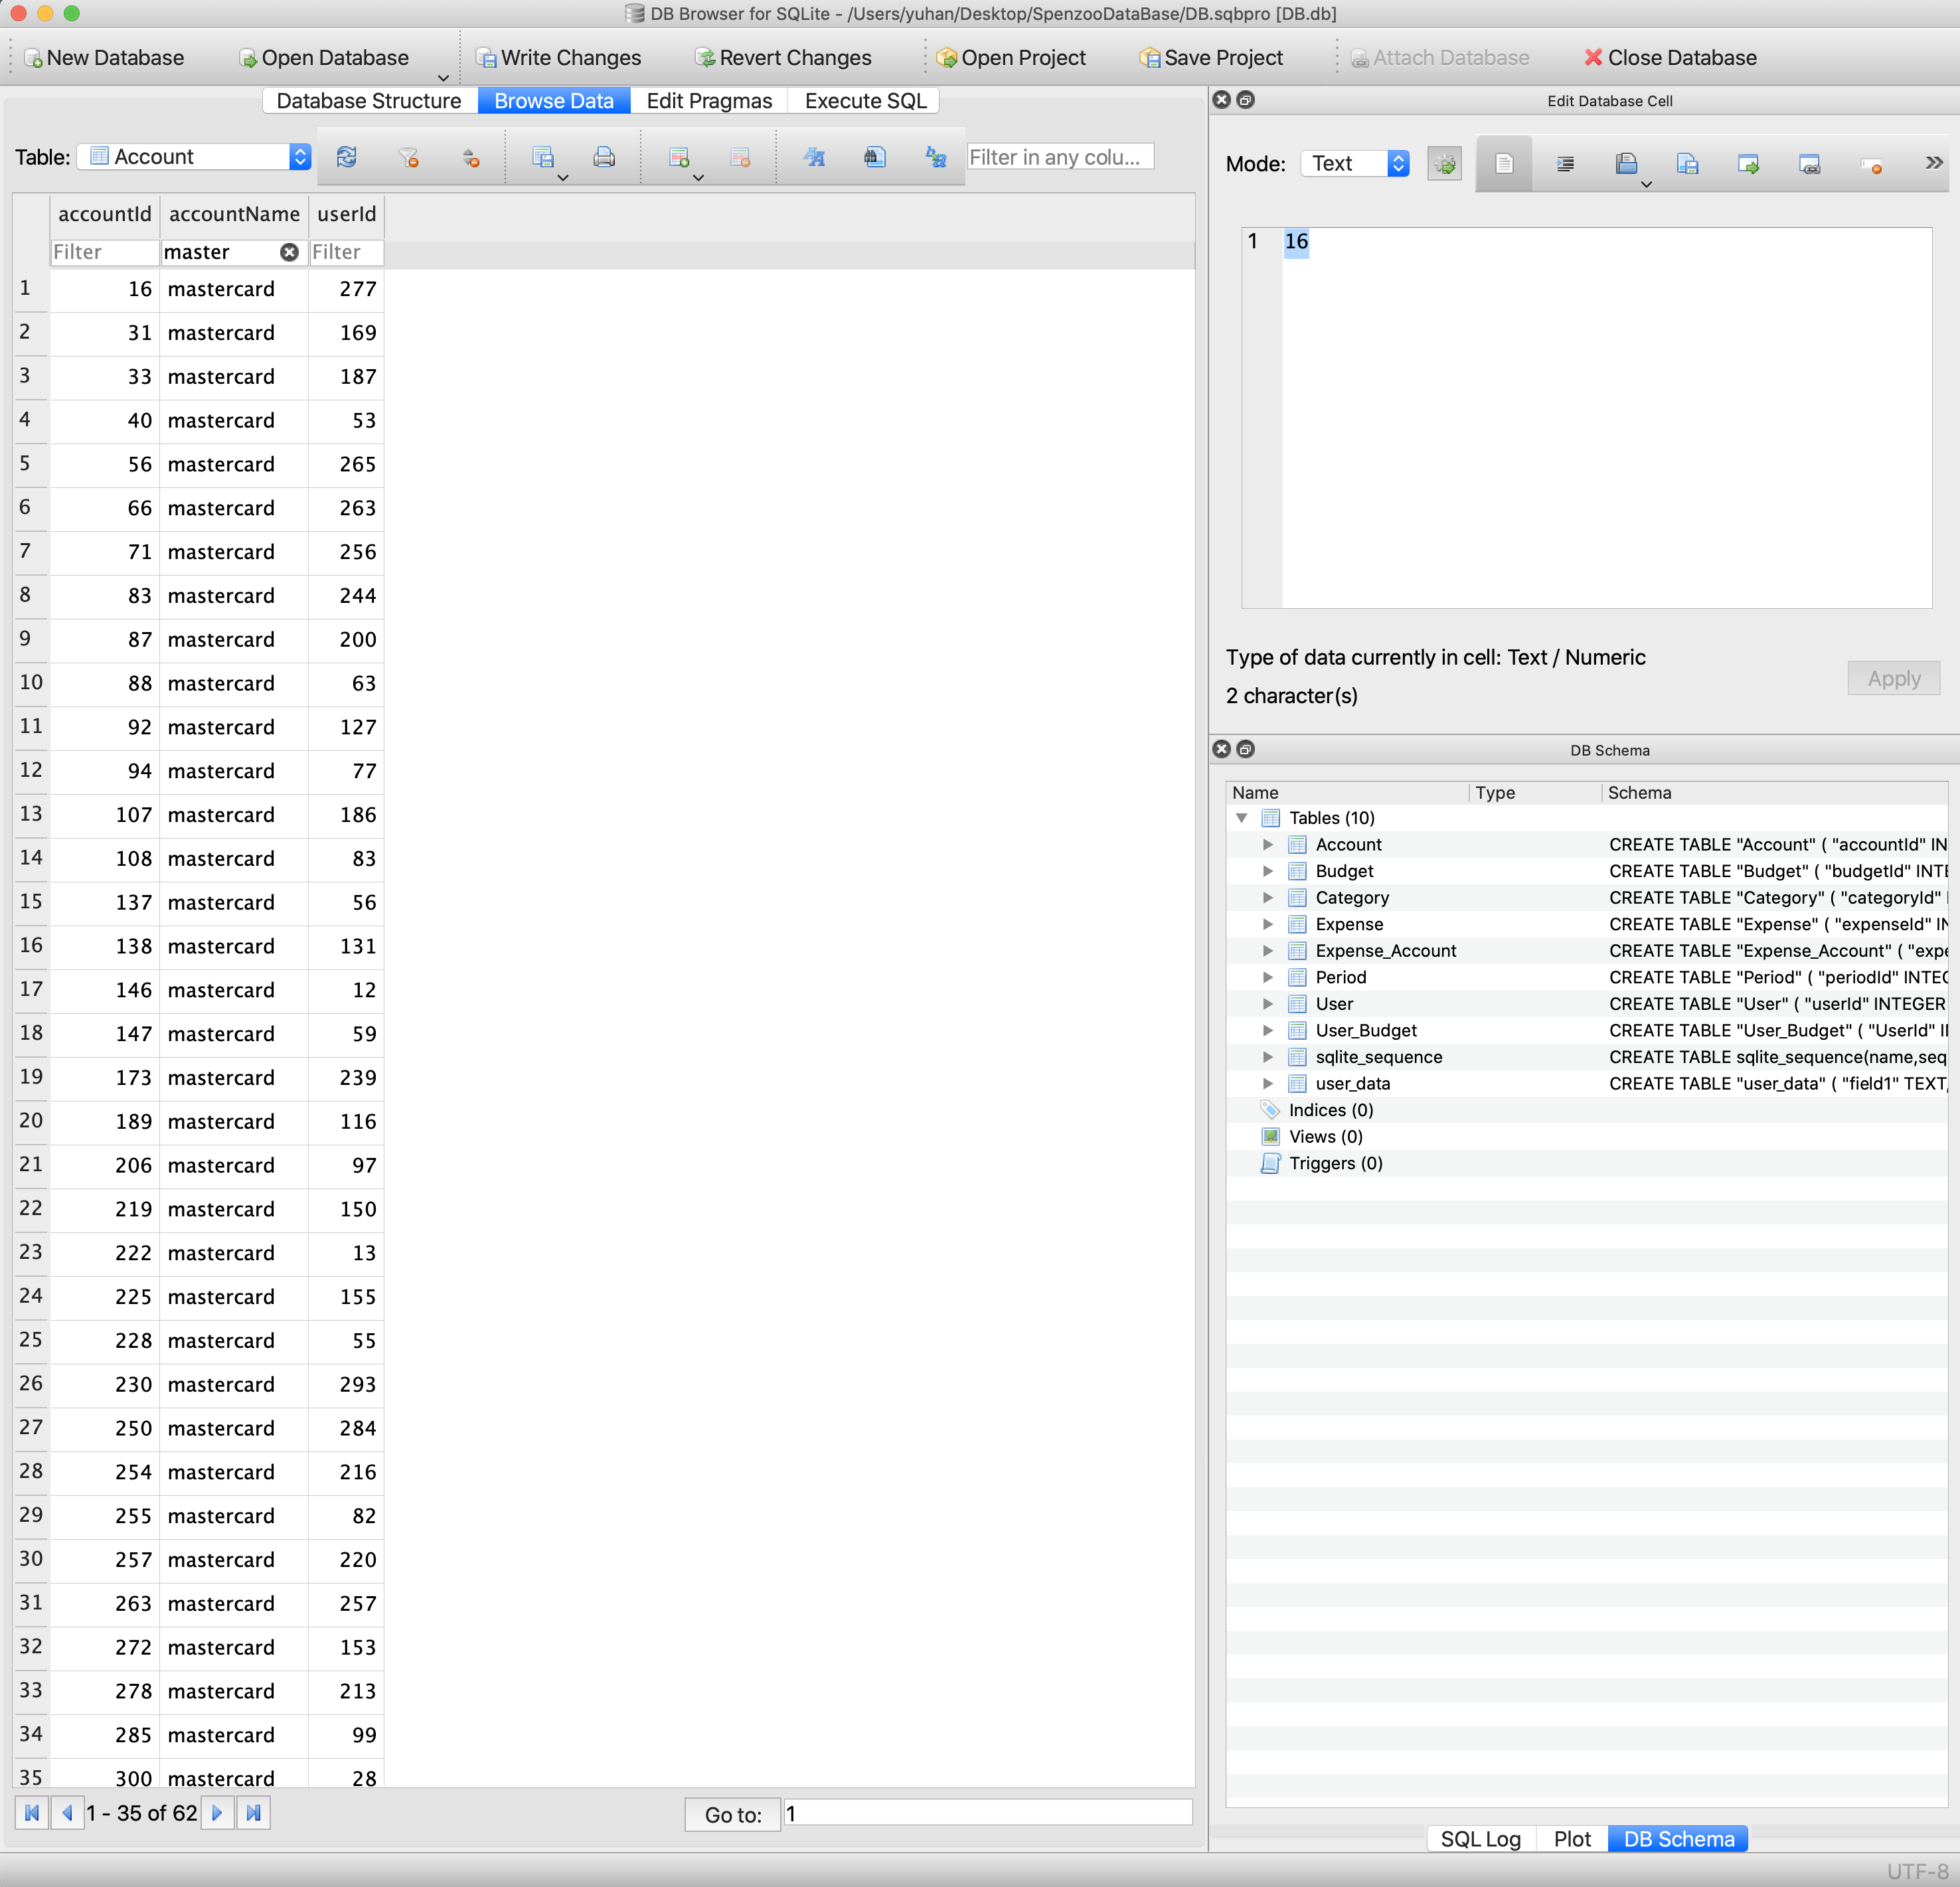 DB Browser for SQLite - /Users/yuhan/Desktop/SpenzooDataBase/DB.sqbpro [DB.db]
New Database Open Database Write Changes Revert Changes Open Project Save Project Attach Database Close Database
Database Structure Browse Data Edit Pragmas Execute SQL
Table: Account Filter in any colu...
accountId accountName userId
Filter master Filter
1 16 mastercard 277
2 31 mastercard 169
3 33 mastercard 187
4 40 mastercard 53
5 56 mastercard 265
6 66 mastercard 263
7 71 mastercard 256
8 83 mastercard 244
9 87 mastercard 200
10 88 mastercard 63
11 92 mastercard 127
12 94 mastercard 77
13 107 mastercard 186
14 108 mastercard 83
15 137 mastercard 56
16 138 mastercard 131
17 146 mastercard 12
18 147 mastercard 59
19 173 mastercard 239
20 189 mastercard 116
21 206 mastercard 97
22 219 mastercard 150
23 222 mastercard 13
24 225 mastercard 155
25 228 mastercard 55
26 230 mastercard 293
27 250 mastercard 284
28 254 mastercard 216
29 255 mastercard 82
30 257 mastercard 220
31 263 mastercard 257
32 272 mastercard 153
33 278 mastercard 213
34 285 mastercard 99
35 300 mastercard 28
1 - 35 of 62 Go to: 1
Edit Database Cell
Mode: Text
1 16
Type of data currently in cell: Text / Numeric
2 character(s)
Apply
DB Schema
Name Type Schema
Tables (10)
Account CREATE TABLE "Account" ( "accountId" IN
Budget CREATE TABLE "Budget" ( "budgetId" INTE
Category CREATE TABLE "Category" ( "categoryId"
Expense CREATE TABLE "Expense" ( "expenseId" IN
Expense_Account CREATE TABLE "Expense_Account" ( "expe
Period CREATE TABLE "Period" ( "periodId" INTEG
User CREATE TABLE "User" ( "userId" INTEGER
User_Budget CREATE TABLE "User_Budget" ( "UserId" II
sqlite_sequence CREATE TABLE sqlite_sequence(name,seq
user_data CREATE TABLE "user_data" ( "field1" TEXT,
Indices (0)
Views (0)
Triggers (0)
SQL Log Plot DB Schema
UTF-8